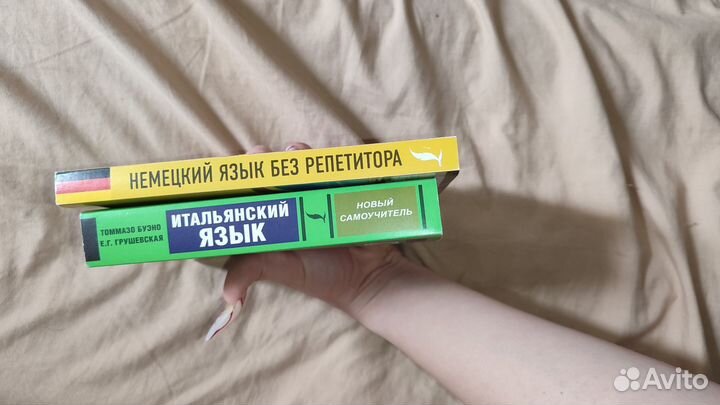 НЕМЕЦКИЙ ЯЗЫК БЕЗ РЕПЕТИТОРА
ТОММАЗО БУЭНО
Е.Г. ГРУШЕВСКАЯ
ИТАЛЬЯНСКИЙ
ЯЗЫК
НОВЫЙ
САМОУЧИТЕЛЬ
Avito